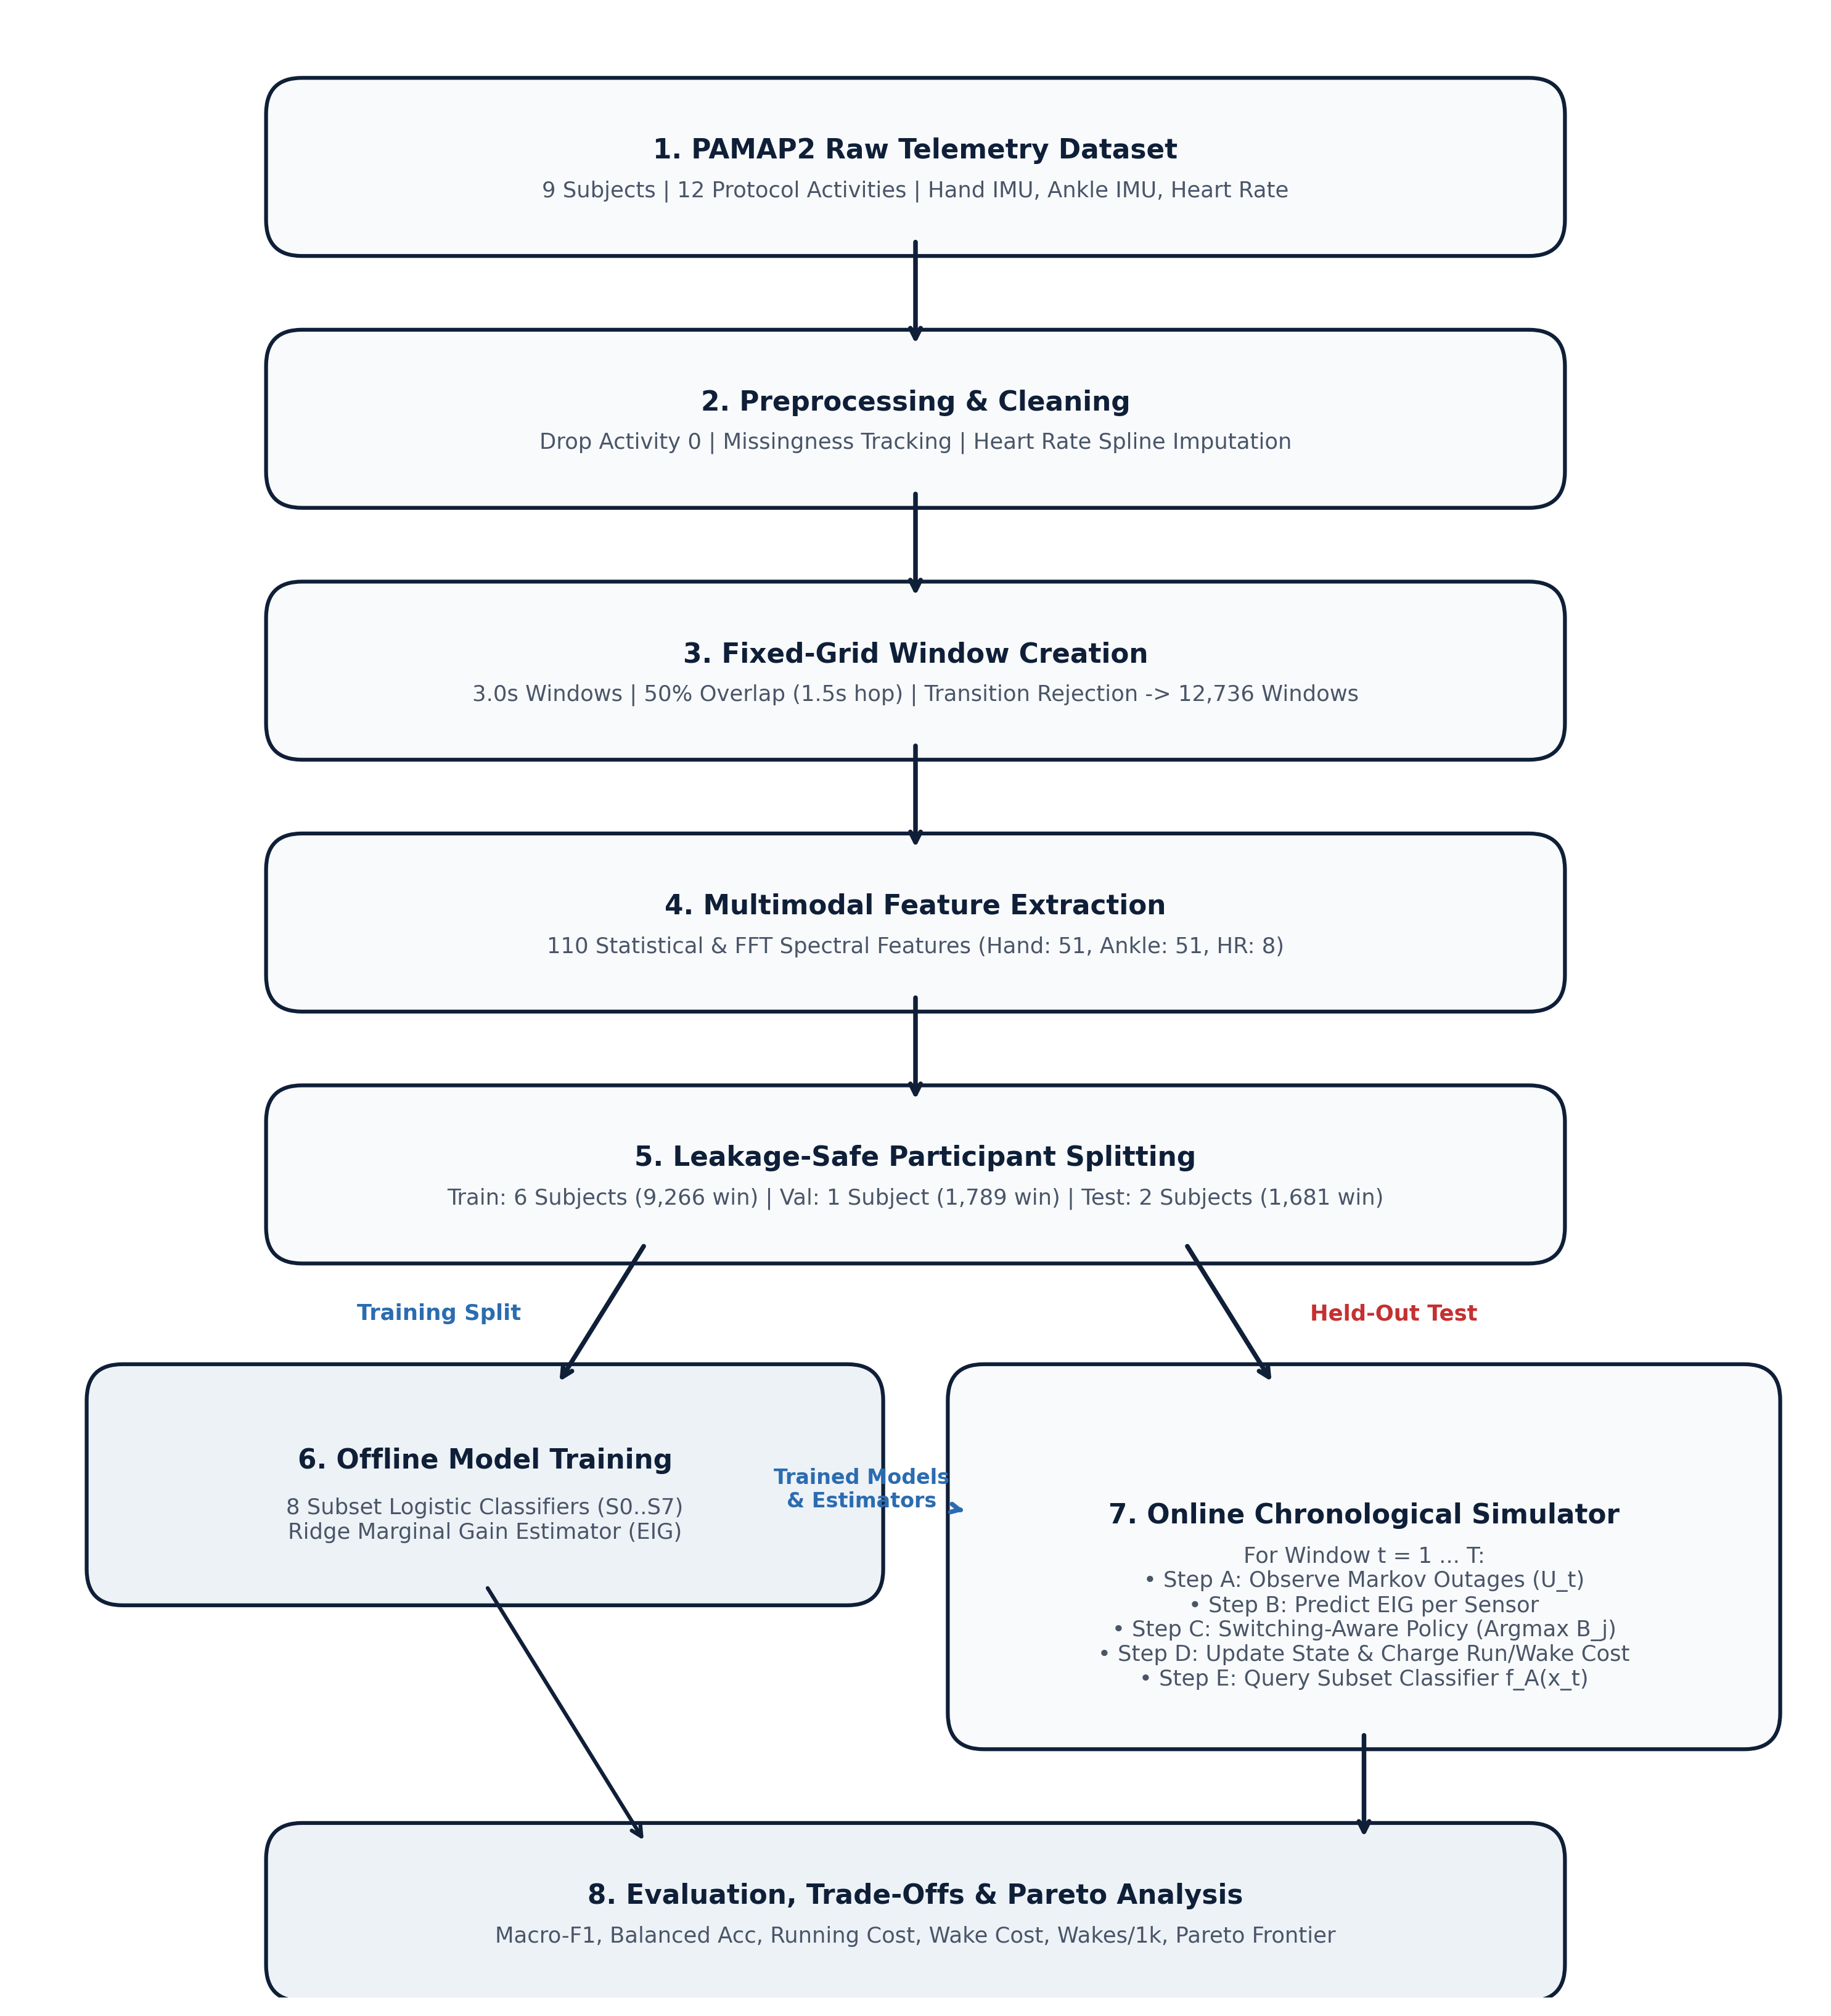 1. PAMAP2 Raw Telemetry Dataset
9 Subjects | 12 Protocol Activities | Hand IMU, Ankle IMU, Heart Rate
2. Preprocessing & Cleaning
Drop Activity 0 | Missingness Tracking | Heart Rate Spline Imputation
3. Fixed-Grid Window Creation
3.0s Windows | 50% Overlap (1.5s hop) | Transition Rejection -> 12,736 Windows
4. Multimodal Feature Extraction
110 Statistical & FFT Spectral Features (Hand: 51, Ankle: 51, HR: 8)
5. Leakage-Safe Participant Splitting
Train: 6 Subjects (9,266 win) | Val: 1 Subject (1,789 win) | Test: 2 Subjects (1,681 win)
Training Split
Held-Out Test
6. Offline Model Training
8 Subset Logistic Classifiers (S0..S7)
Ridge Marginal Gain Estimator (EIG)
Trained Models
& Estimators
7. Online Chronological Simulator
For Window t = 1 ... T:
• Step A: Observe Markov Outages (U_t)
• Step B: Predict EIG per Sensor
• Step C: Switching-Aware Policy (Argmax B_j)
• Step D: Update State & Charge Run/Wake Cost
• Step E: Query Subset Classifier f_A(x_t)
8. Evaluation, Trade-Offs & Pareto Analysis
Macro-F1, Balanced Acc, Running Cost, Wake Cost, Wakes/1k, Pareto Frontier